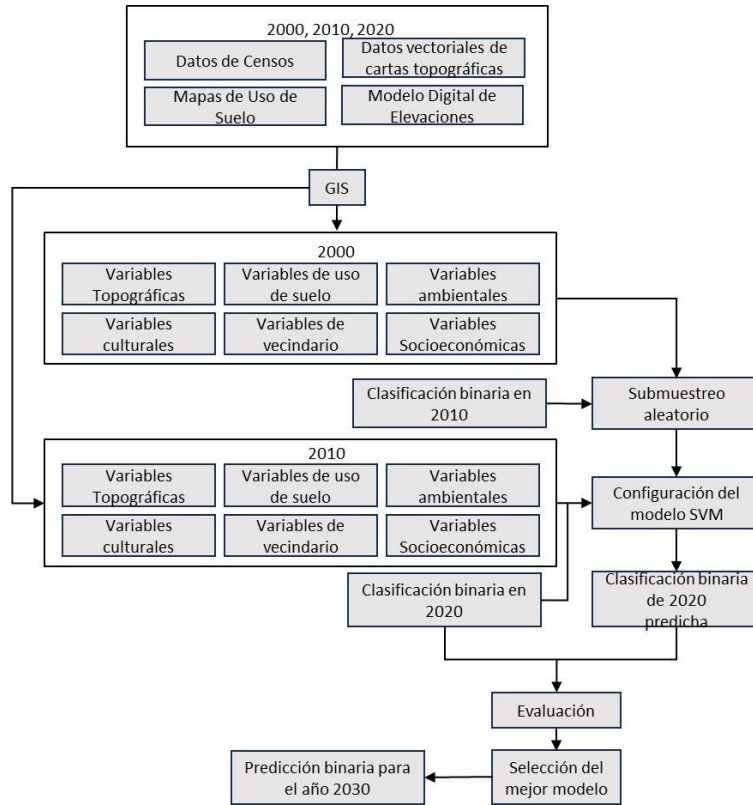 2000, 2010, 2020
Datos de Censos
Datos vectoriales de
cartas topográficas
Mapas de Uso de
Suelo
Modelo Digital de
Elevaciones
GIS
2000
Variables
Topográficas
Variables de uso
de suelo
Variables
ambientales
Variables
culturales
Variables de
vecindario
Variables
Socioeconómicas
Clasificación binaria en
2010
Submuestreo
aleatorio
2010
Variables
Topográficas
Variables de uso
de suelo
Variables
ambientales
Variables
culturales
Variables de
vecindario
Variables
Socioeconómicas
Configuración del
modelo SVM
Clasificación binaria en
2020
Clasificación binaria
de 2020
predicha
Evaluación
Predicción binaria para
el año 2030
Selección del
mejor modelo